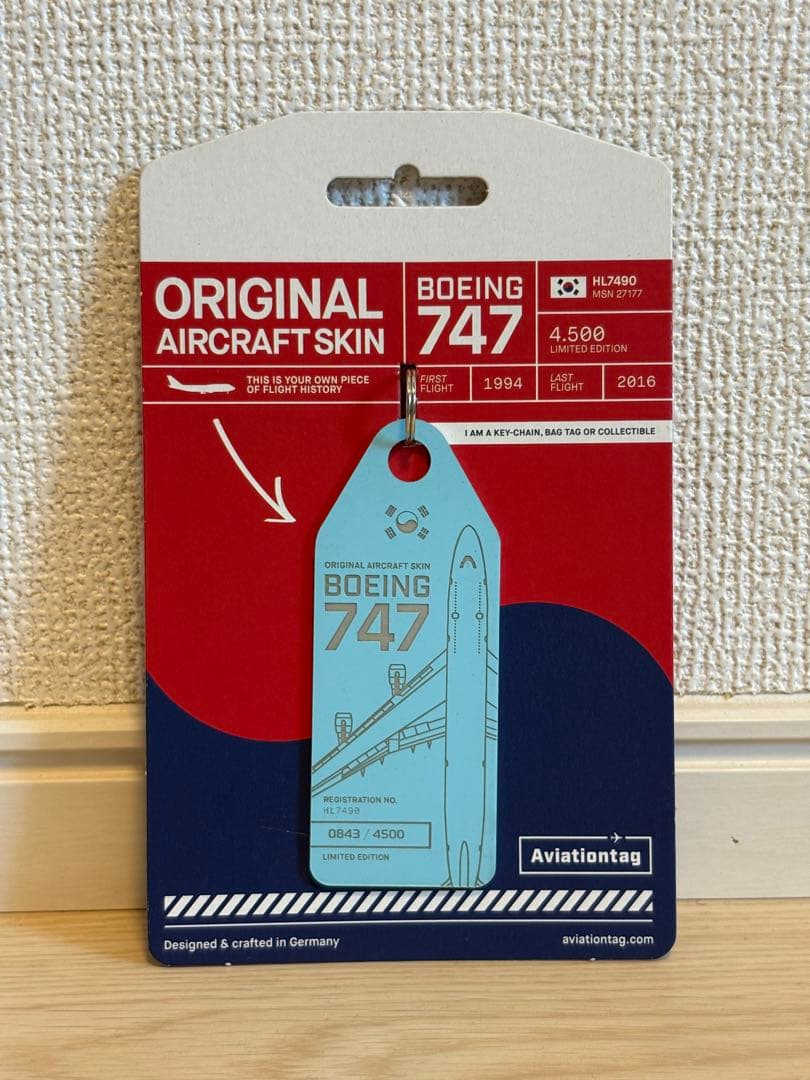 ORIGINAL
AIRCRAFT SKIN
BOEING
747
HL7490
MSN 27177
4.500
LIMITED EDITION
THIS IS YOUR OWN PIECE
OF FLIGHT HISTORY
FIRST
FLIGHT
1994
LAST
FLIGHT
2016
I AM A KEY-CHAIN, BAG TAG OR COLLECTIBLE
ORIGINAL AIRCRAFT SKIN
BOEING
747
REGISTRATION NO.
HL7490
0843 / 4500
LIMITED EDITION
Aviationtag
Designed & crafted in Germany
aviationtag.com